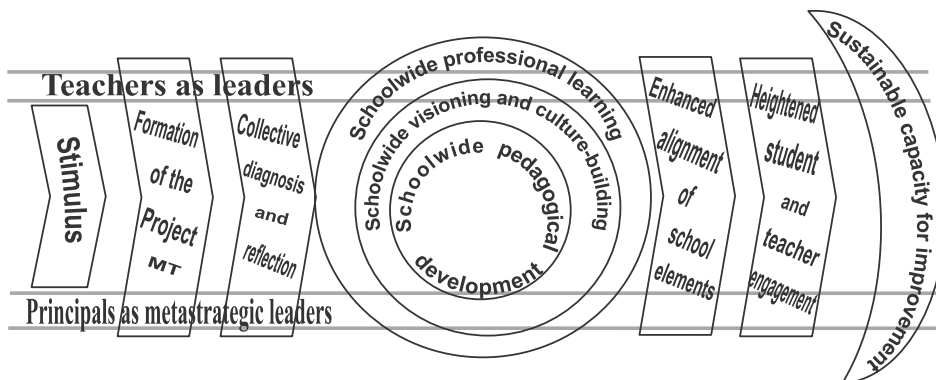 Teachers as leaders
Stimulus
Formation
of the
Project
MT
Collective
diagnosis
and
reflection
Schoolwide professional learning
Schoolwide visioning and culture-building
Schoolwide pedagogical
development
Enhanced
alignment
of
school
elements
Heightened
student
and
teacher
engagement
Sustainable capacity for improvement
Principals as metastrategic leaders